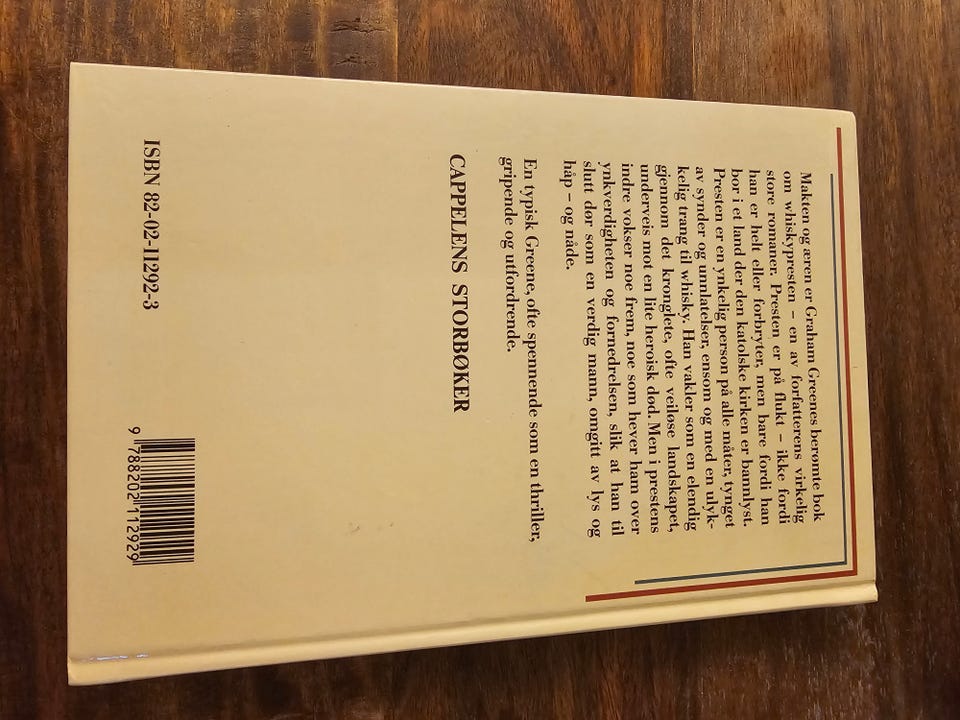 Makten og æren er Graham Greenes berømte bok
om whiskypresten – en av forfatterens virkelig
store romaner. Presten er på flukt – ikke fordi
han er helt eller forbryter, men bare fordi han
bor i et land der den katolske kirken er bannlyst.
Presten er en ynkelig person på alle måter, tynget
av synder og unnlatelser, ensom og med en ulyk-
kelig trang til whisky. Han vakler som en elendig
gjennom det kronglete, ofte veiløse landskapet,
underveis mot en lite heroisk død. Men i prestens
indre vokser noe frem, noe som hever ham over
ynkverdigheten og fornedrelsen, slik at han til
slutt dør som en verdig mann, omgitt av lys og
håp – og nåde.
En typisk Greene, ofte spennende som en thriller,
gripende og utfordrende.
CAPPELENS STORBØKER
ISBN 82-02-11292-3
9 788202 112929